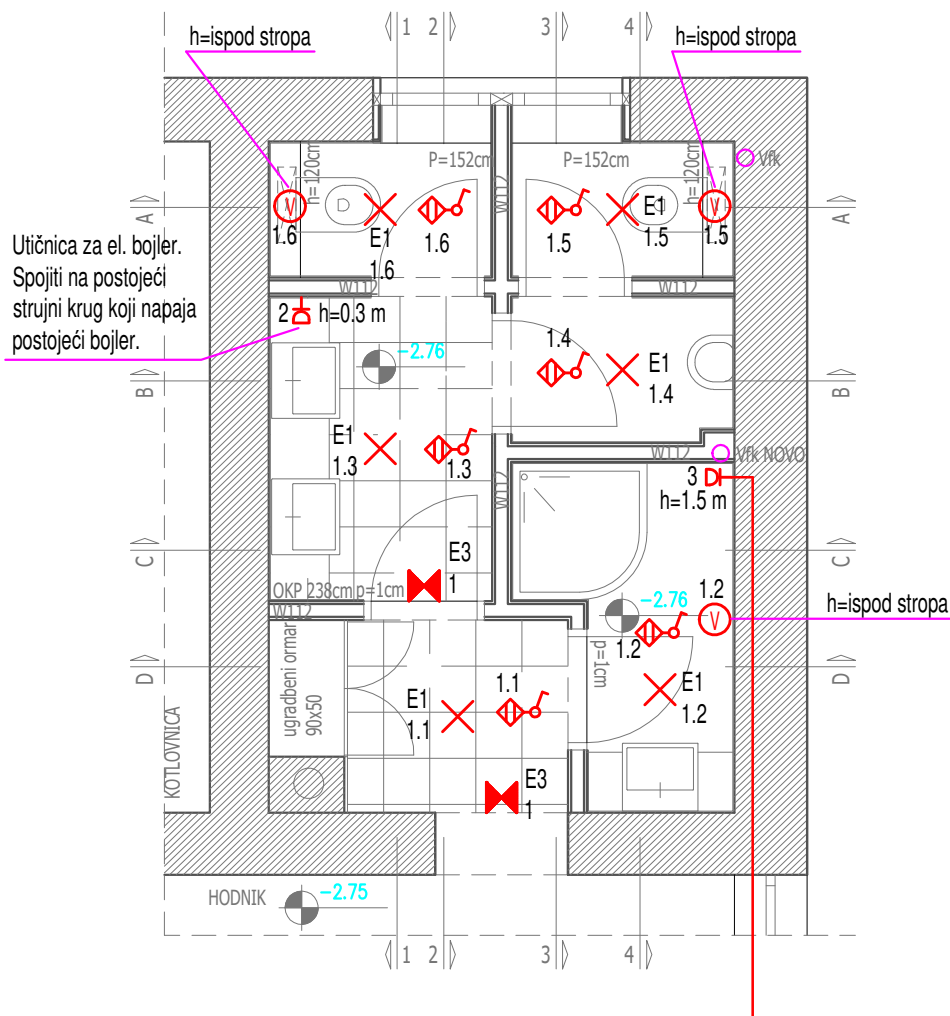 1
2
3
4
h=ispod stropa
h=ispod stropa
P=152cm
P=152cm
Vfk
h=120cm
h=120cm
W112
A
A
V
1.6
E1
1.6
1.6
1.5
E1
1.5
V
1.5
Utičnica za el. bojler.
Spojiti na postojeći
strujni krug koji napaja
postojeći bojler.
W112
W112
2
h=0.3 m
-2.76
1.4
E1
1.4
B
B
E1
1.3
1.3
W112
Vfk NOVO
W112
3
h=1.5 m
C
C
E3
1
OKP 238cm p=1cm
W112
-2.76
1.2
V
h=ispod stropa
1.2
p=1cm
D
D
ugradbeni ormar
90x50
E1
1.1
1.1
E1
1.2
KOTLOVNICA
E3
1
HODNIK
-2.75
1
2
3
4